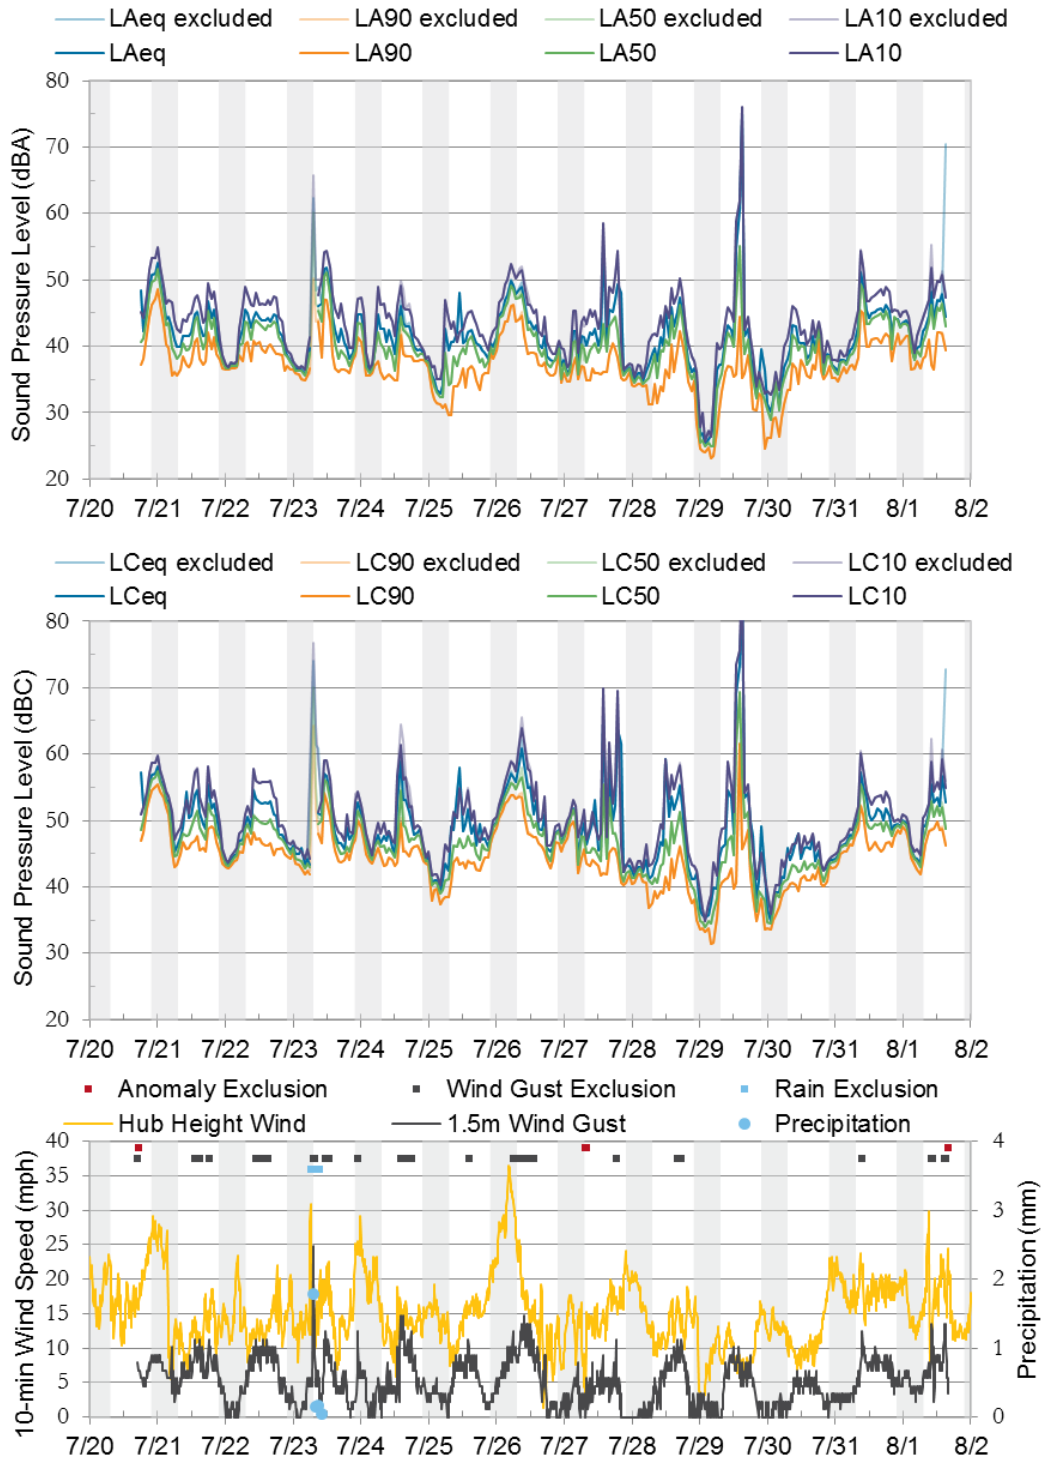 LAeq excluded LA90 excluded LA50 excluded LA10 excluded
LAeq LA90 LA50 LA10
Sound Pressure Level (dBA)
80
70
60
50
40
30
20
7/20 7/21 7/22 7/23 7/24 7/25 7/26 7/27 7/28 7/29 7/30 7/31 8/1 8/2
LCeq excluded LC90 excluded LC50 excluded LC10 excluded
LCeq LC90 LC50 LC10
Sound Pressure Level (dBC)
80
70
60
50
40
30
20
7/20 7/21 7/22 7/23 7/24 7/25 7/26 7/27 7/28 7/29 7/30 7/31 8/1 8/2
Anomaly Exclusion Wind Gust Exclusion Rain Exclusion
Hub Height Wind 1.5m Wind Gust Precipitation
10-min Wind Speed (mph)
40
35
30
25
20
15
10
5
0
4
3
2
1
0
Precipitation (mm)
7/20 7/21 7/22 7/23 7/24 7/25 7/26 7/27 7/28 7/29 7/30 7/31 8/1 8/2